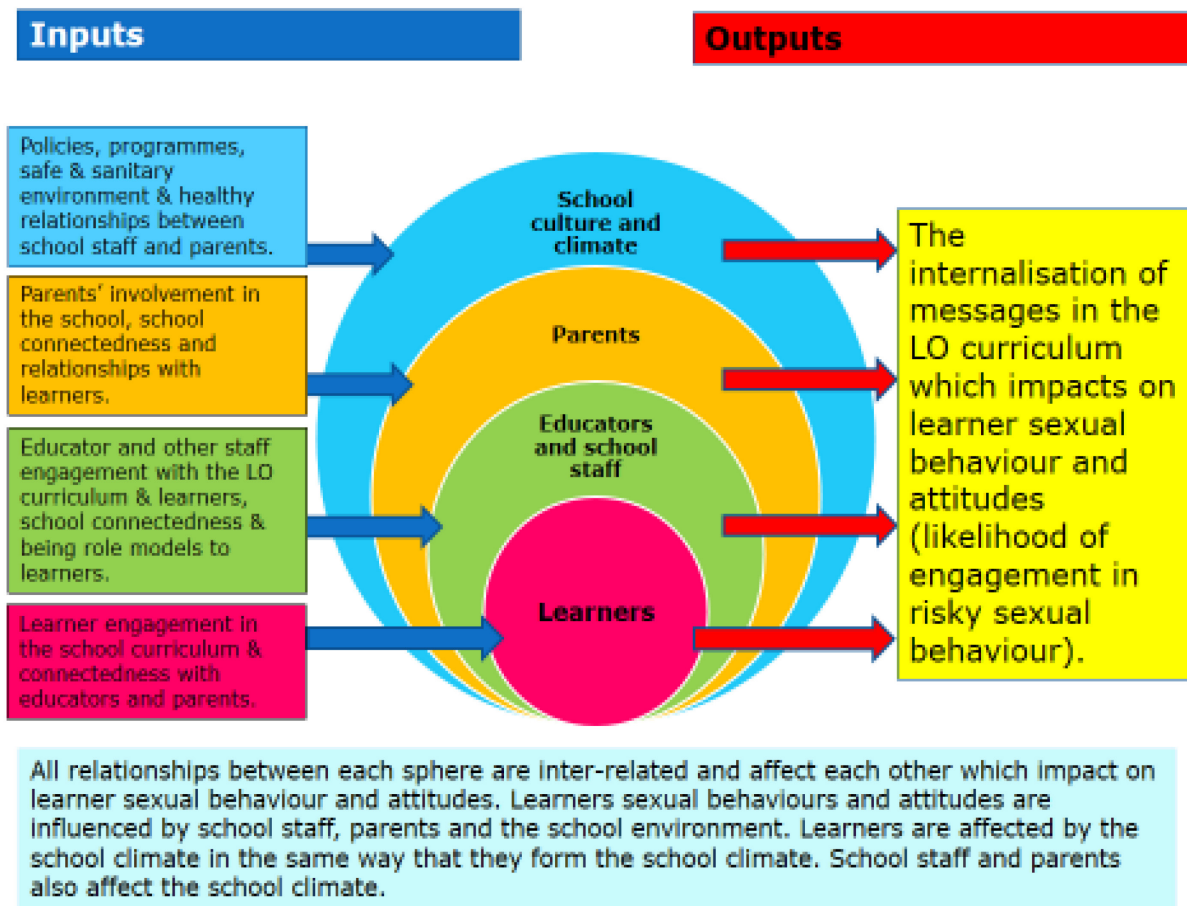 Inputs
Outputs
Policies, programmes,
safe & sanitary
environment & healthy
relationships between
school staff and parents.
Parents' involvement in
the school, school
connectedness and
relationships with
learners.
Educator and other staff
engagement with the LO
curriculum & learners,
school connectedness &
being role models to
learners.
Learner engagement in
the school curriculum &
connectedness with
educators and parents.
School
culture and
climate
Parents
Educators
and school
staff
Learners
The
internalisation of
messages in the
LO curriculum
which impacts on
learner sexual
behaviour and
attitudes
(likelihood of
engagement in
risky sexual
behaviour).
All relationships between each sphere are inter-related and affect each other which impact on
learner sexual behaviour and attitudes. Learners sexual behaviours and attitudes are
influenced by school staff, parents and the school environment. Learners are affected by the
school climate in the same way that they form the school climate. School staff and parents
also affect the school climate.